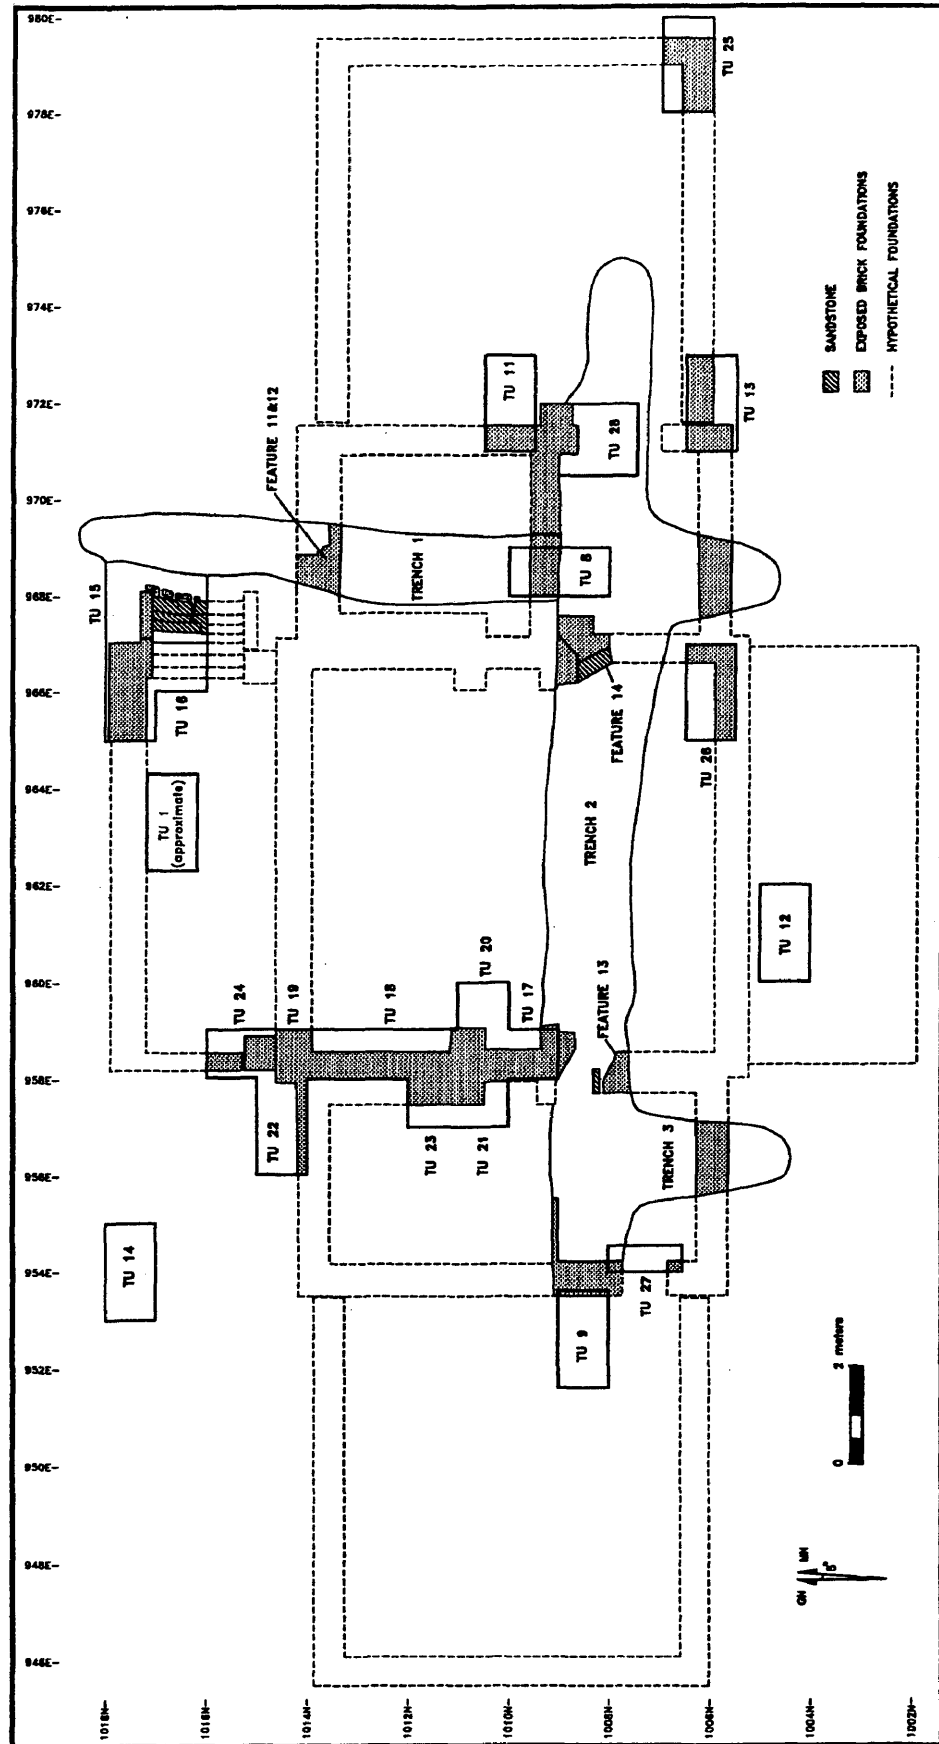 980E-
978E-
976E-
974E-
972E-
970E-
968E-
966E-
964E-
962E-
960E-
958E-
956E-
954E-
952E-
950E-
948E-
946E-
1018N-
1016N-
1014N-
1012N-
1010N-
1008N-
1006N-
1004N-
1002N-
TU 25
SANDSTONE
EXPOSED BRICK FOUNDATIONS
HYPOTHETICAL FOUNDATIONS
TU 11
TU 28
TU 13
FEATURE 11&12
TRENCH 1
TU 8
TU 15
TU 16
FEATURE 14
TU 26
TU 1
(approximate)
TRENCH 2
TU 12
TU 20
TU 24
TU 19
TU 18
TU 17
FEATURE 13
TU 22
TU 23
TU 21
TRENCH 3
TU 14
TU 27
TU 9
0 2 meters
GN MN
5°